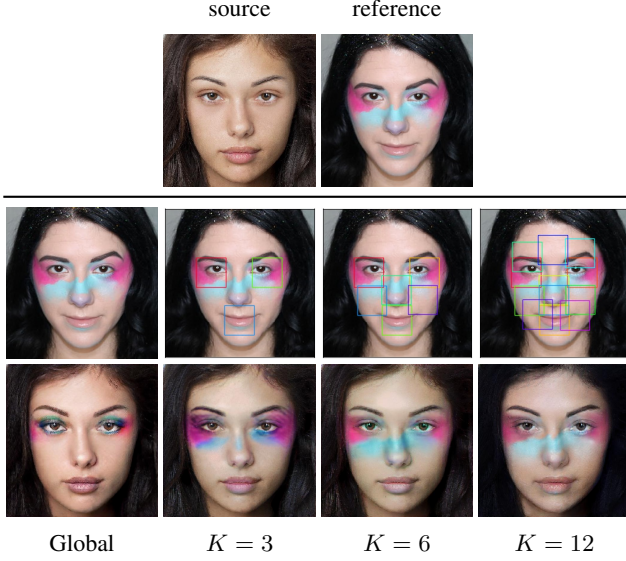 source reference
Global K = 3 K = 6 K = 12